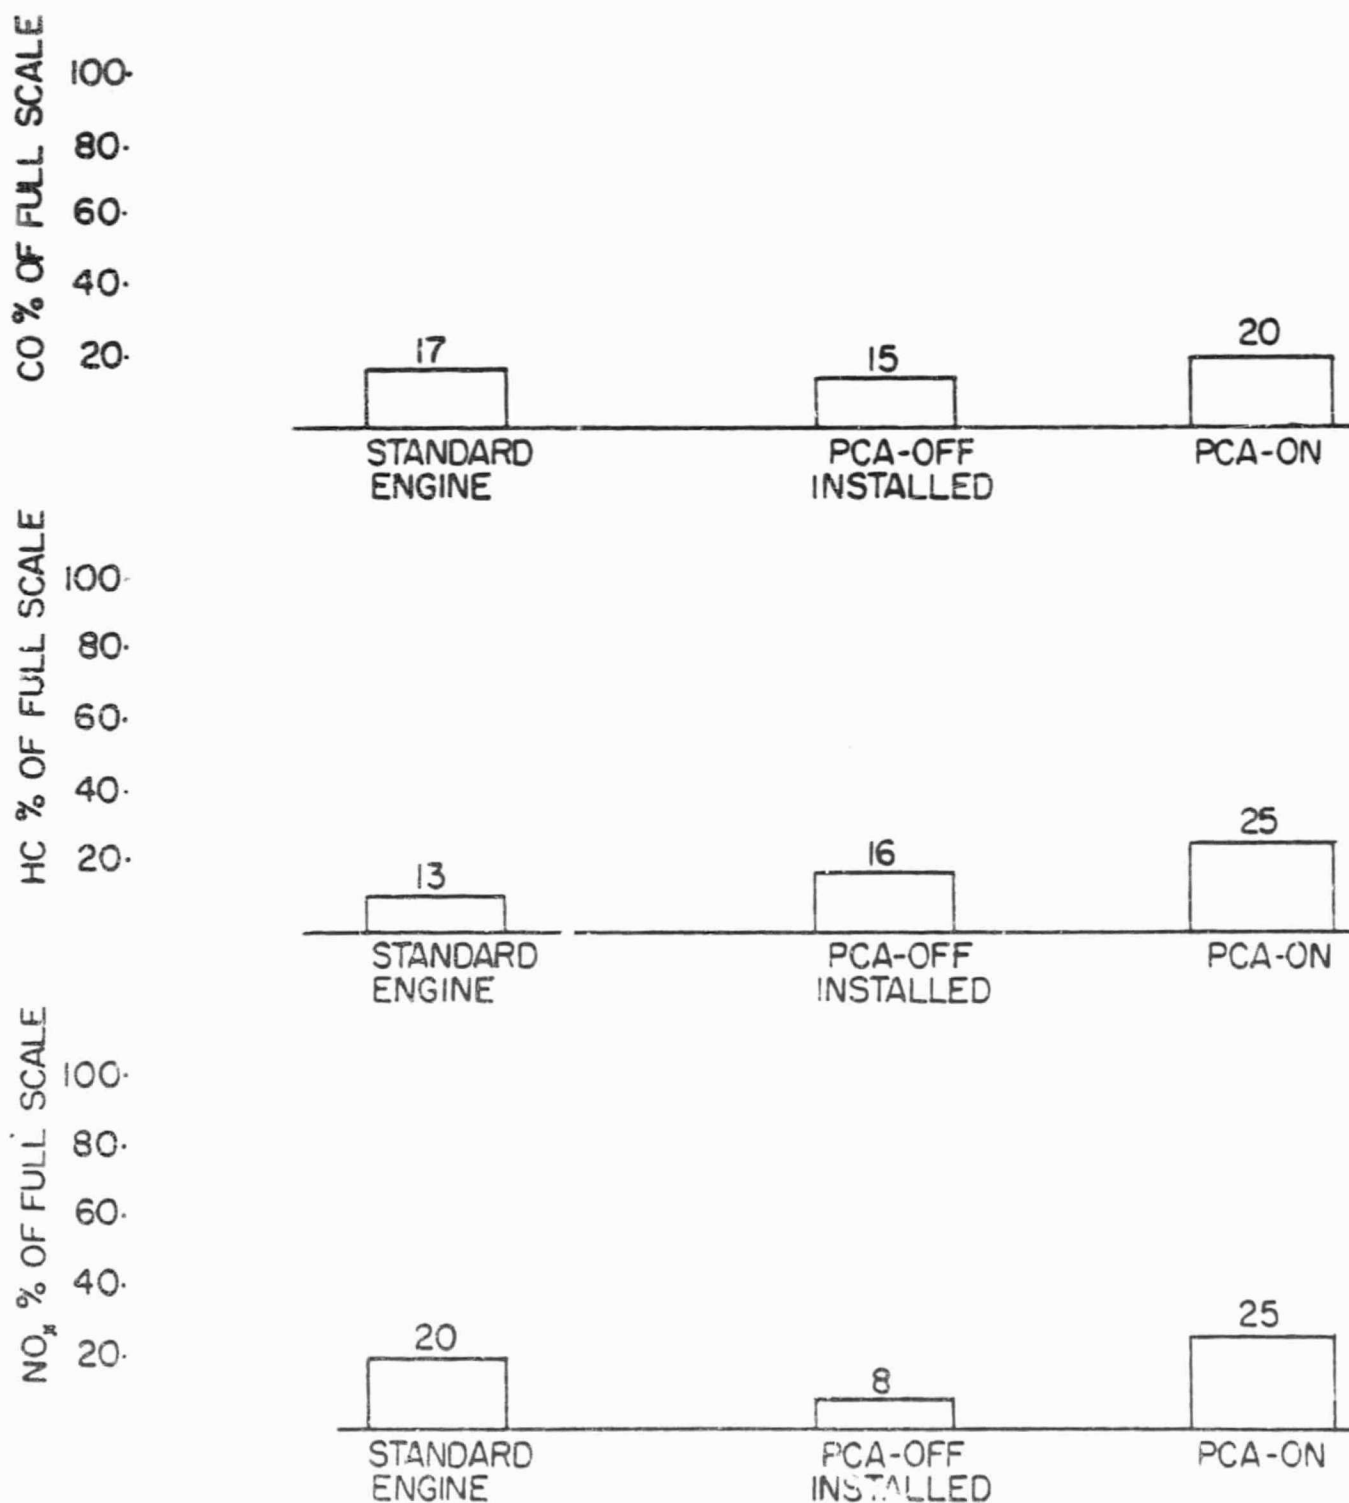 CO % OF FULL SCALE
100
80
60
40
20
17
15
20
STANDARD
ENGINE
PCA-OFF
INSTALLED
PCA-ON
HC % OF FULL SCALE
100
80
60
40
20
13
16
25
STANDARD
ENGINE
PCA-OFF
INSTALLED
PCA-ON
NOx % OF FULL SCALE
100
80
60
40
20
20
8
25
STANDARD
ENGINE
PCA-OFF
INSTALLED
PCA-ON